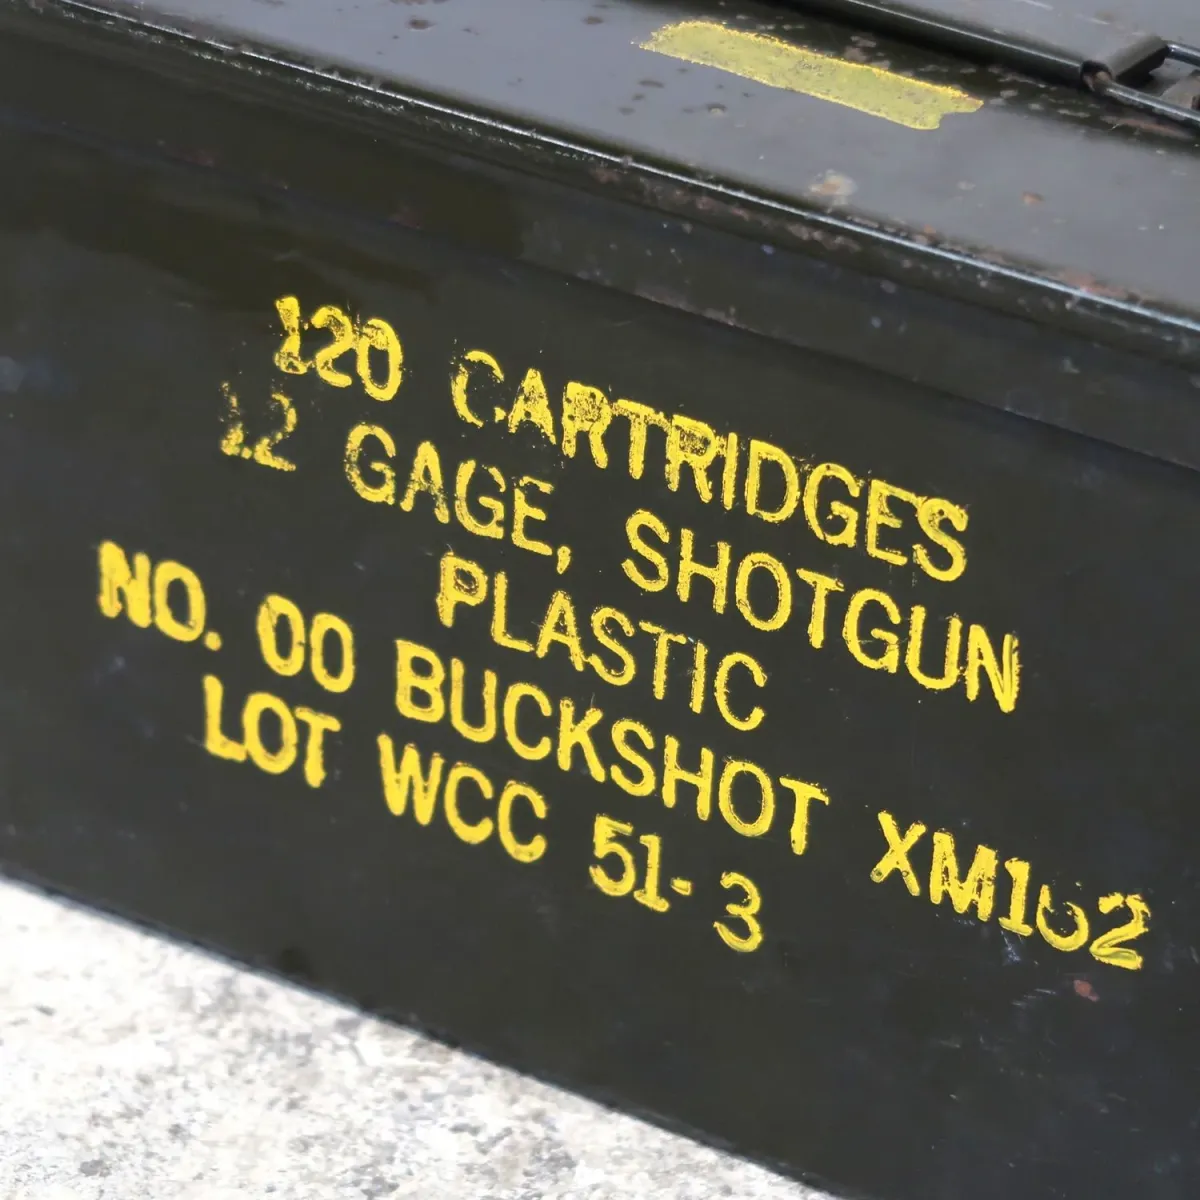 120 CARTRIDGES
12 GAGE, SHOTGUN
PLASTIC
NO. 00 BUCKSHOT XM162
LOT WCC 51-3